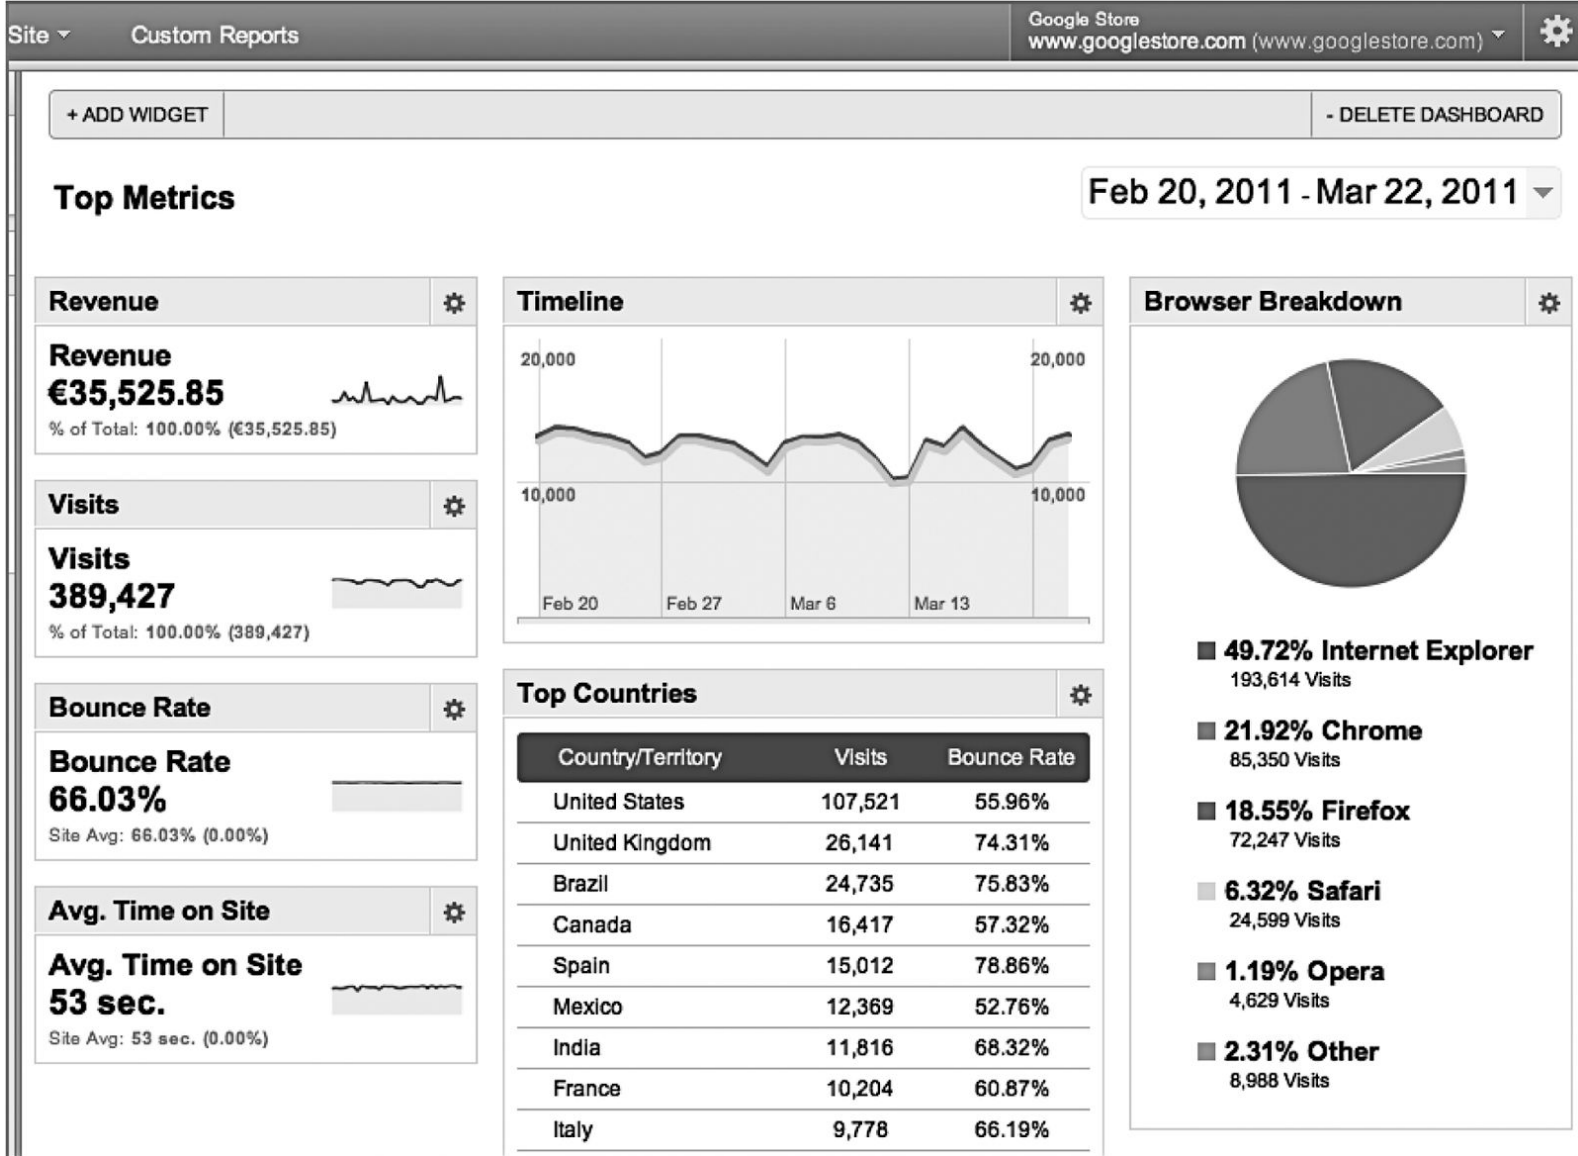 Site
Custom Reports
Google Store
www.googlestore.com (www.googlestore.com)
+ ADD WIDGET
- DELETE DASHBOARD
Top Metrics
Feb 20, 2011 - Mar 22, 2011
Revenue
Revenue
€35,525.85
% of Total: 100.00% (€35,525.85)
Visits
Visits
389,427
% of Total: 100.00% (389,427)
Bounce Rate
Bounce Rate
66.03%
Site Avg: 66.03% (0.00%)
Avg. Time on Site
Avg. Time on Site
53 sec.
Site Avg: 53 sec. (0.00%)
Timeline
20,000 20,000
10,000 10,000
Feb 20 Feb 27 Mar 6 Mar 13
Top Countries
Country/Territory Visits Bounce Rate
United States 107,521 55.96%
United Kingdom 26,141 74.31%
Brazil 24,735 75.83%
Canada 16,417 57.32%
Spain 15,012 78.86%
Mexico 12,369 52.76%
India 11,816 68.32%
France 10,204 60.87%
Italy 9,778 66.19%
Browser Breakdown
49.72% Internet Explorer
193,614 Visits
21.92% Chrome
85,350 Visits
18.55% Firefox
72,247 Visits
6.32% Safari
24,599 Visits
1.19% Opera
4,629 Visits
2.31% Other
8,988 Visits